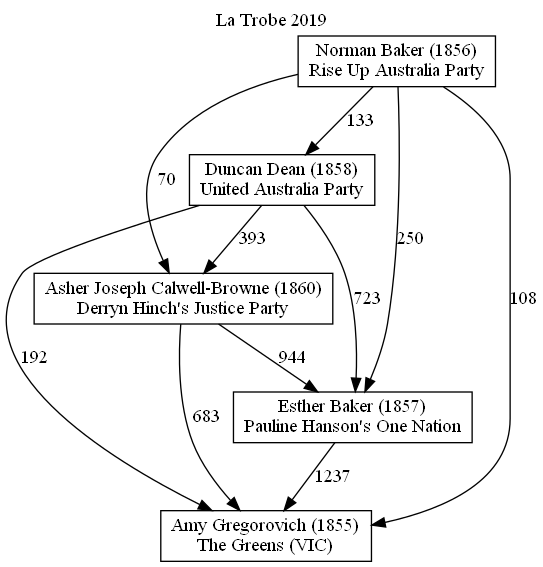 La Trobe 2019
Norman Baker (1856)
Rise Up Australia Party
133
Duncan Dean (1858)
United Australia Party
70
393
250
Asher Joseph Calwell-Browne (1860)
Derryn Hinch's Justice Party
723
108
192
944
Esther Baker (1857)
Pauline Hanson's One Nation
683
1237
Amy Gregorovich (1855)
The Greens (VIC)